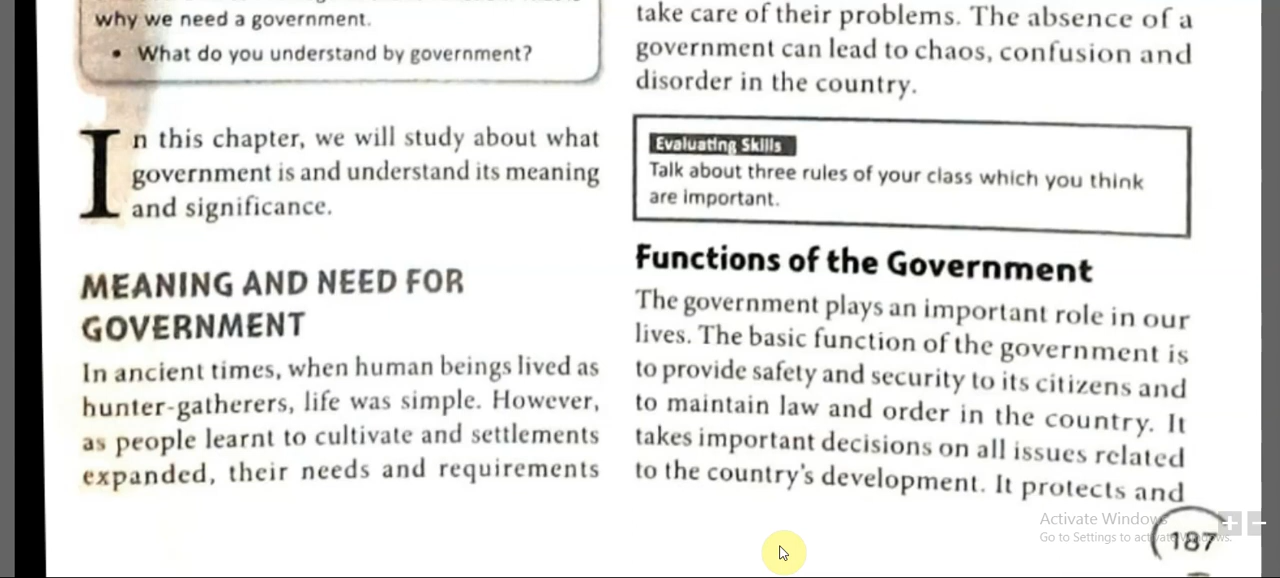 why we need a government.
• What do you understand by government?
In this chapter, we will study about what
government is and understand its meaning
and significance.
MEANING AND NEED FOR
GOVERNMENT
In ancient times, when human beings lived as
hunter-gatherers, life was simple. However,
as people learnt to cultivate and settlements
expanded, their needs and requirements
take care of their problems. The absence of a
government can lead to chaos, confusion and
disorder in the country.
Evaluating Skills
Talk about three rules of your class which you think
are important.
Functions of the Government
The government plays an important role in our
lives. The basic function of the government is
to provide safety and security to its citizens and
to maintain law and order in the country. It
takes important decisions on all issues related
to the country's development. It protects and
Activate Windows
Go to Settings to activate Windows.
187